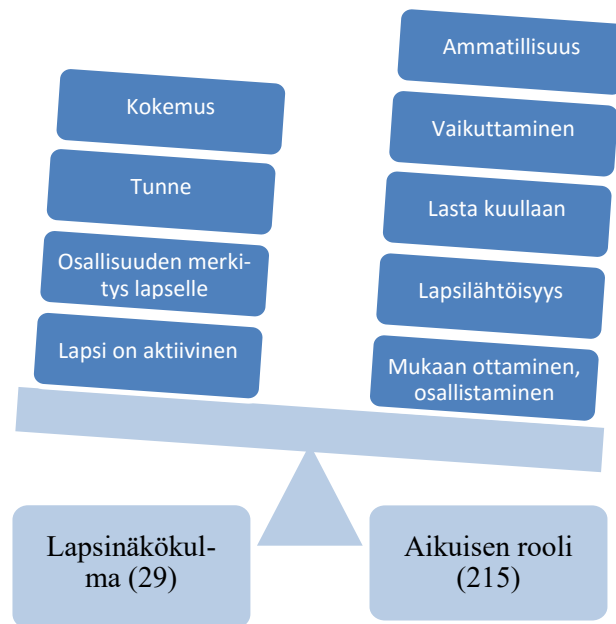 Kokemus
Tunne
Osallisuuden merki-
tys lapselle
Lapsi on aktiivinen
Ammatillisuus
Vaikuttaminen
Lasta kuullaan
Lapsilähtöisyys
Mukaan ottaminen,
osallistaminen
Lapsinäkökul-
ma (29)
Aikuisen rooli
(215)